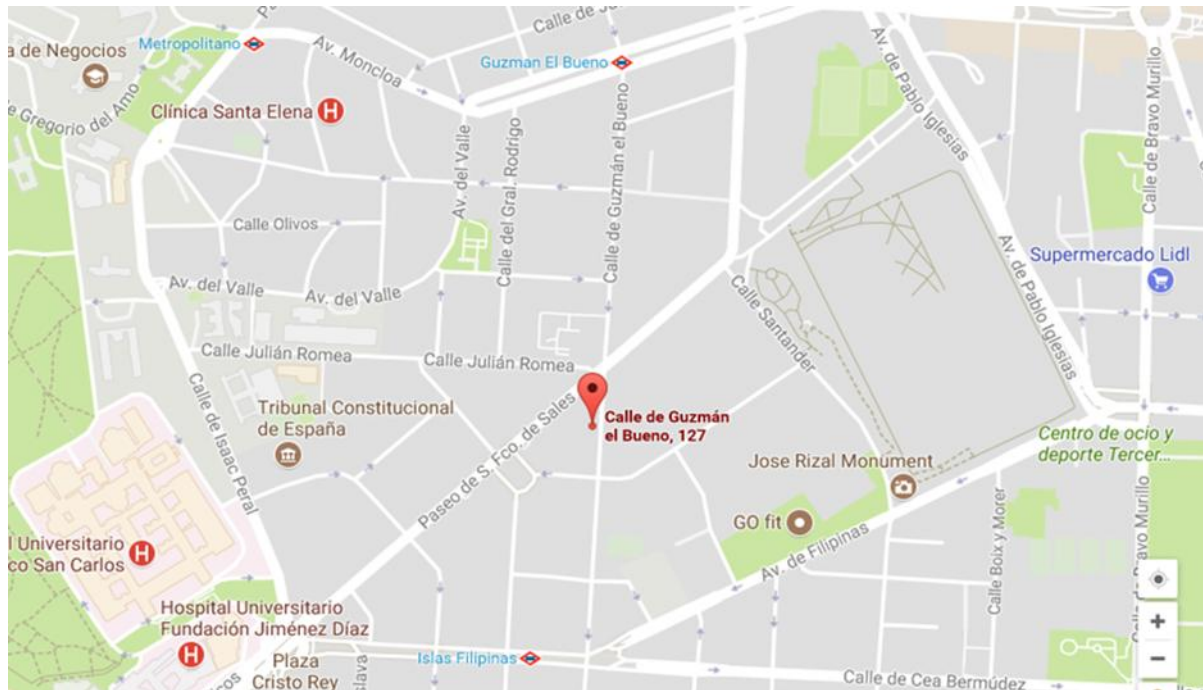 Calle de Ju
a de Negocios
Metropolitano
Av. Moncloa
Guzman El Bueno
Av. de Pablo Iglesias
Calle de Bravo Murillo
e Gregorio del Amo
Clínica Santa Elena
H
Av. del Valle
Calle del Gral. Rodrigo
Calle de Guzmán el Bueno
Calle Olivos
Av. de Pablo Iglesias
Supermercado Lidl
Av. del Valle
Av. del Valle
Calle Santander
Calle Julián Romea
Calle Julián Romea
Calle de Isaac Peral
Tribunal Constitucional
de España
Paseo de S. Fco. de Sales
Calle de Guzmán
el Bueno, 127
Centro de ocio y
deporte Tercer...
Jose Rizal Monument
GO fit
Av. de Filipinas
Calle Boix y Morer
Bravo Murillo
l Universitario
co San Carlos
H
Hospital Universitario
Fundación Jiménez Díaz
H
Plaza
Cristo Rey
Islas Filipinas
Calle de Cea Bermúdez
+
−